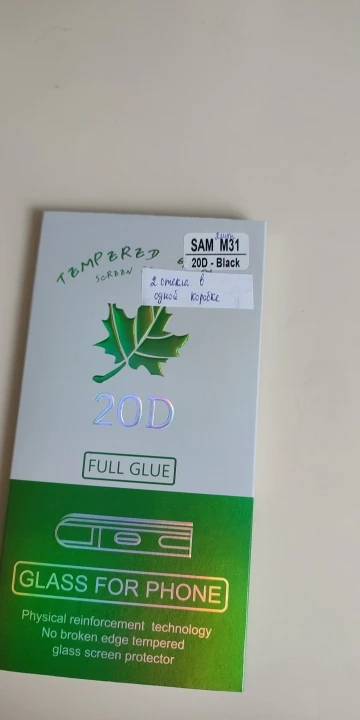 SAM M31
20D - Black
TEMPERED
SCREEN
2 стекла в
одной коробке
20D
FULL GLUE
GLASS FOR PHONE
Physical reinforcement technology
No broken edge tempered
glass screen protector